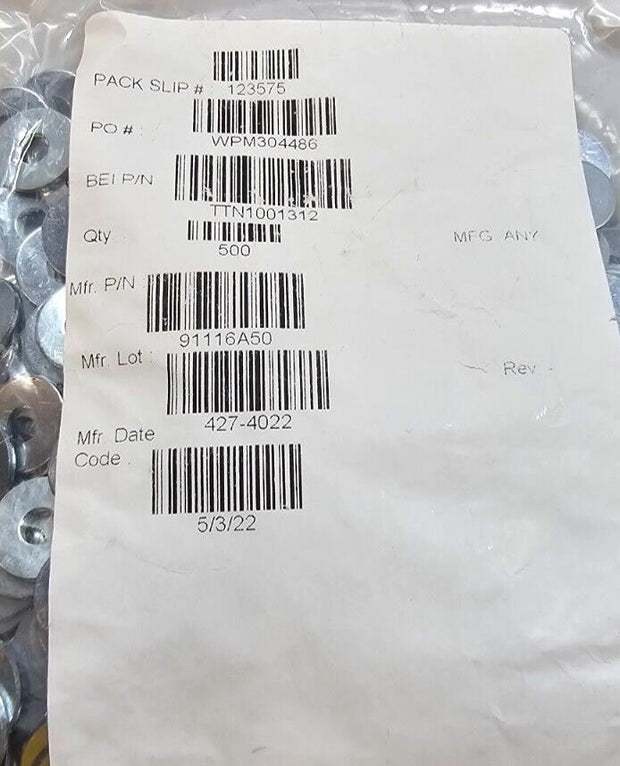 PACK SLIP # : 123575
PO # : WPM304486
BEI P/N TTN1001312
Qty 500
MFG ANY
Mfr. P/N : 91116A50
Mfr. Lot : 427-4022
Rev -
Mfr Date
Code . 5/3/22